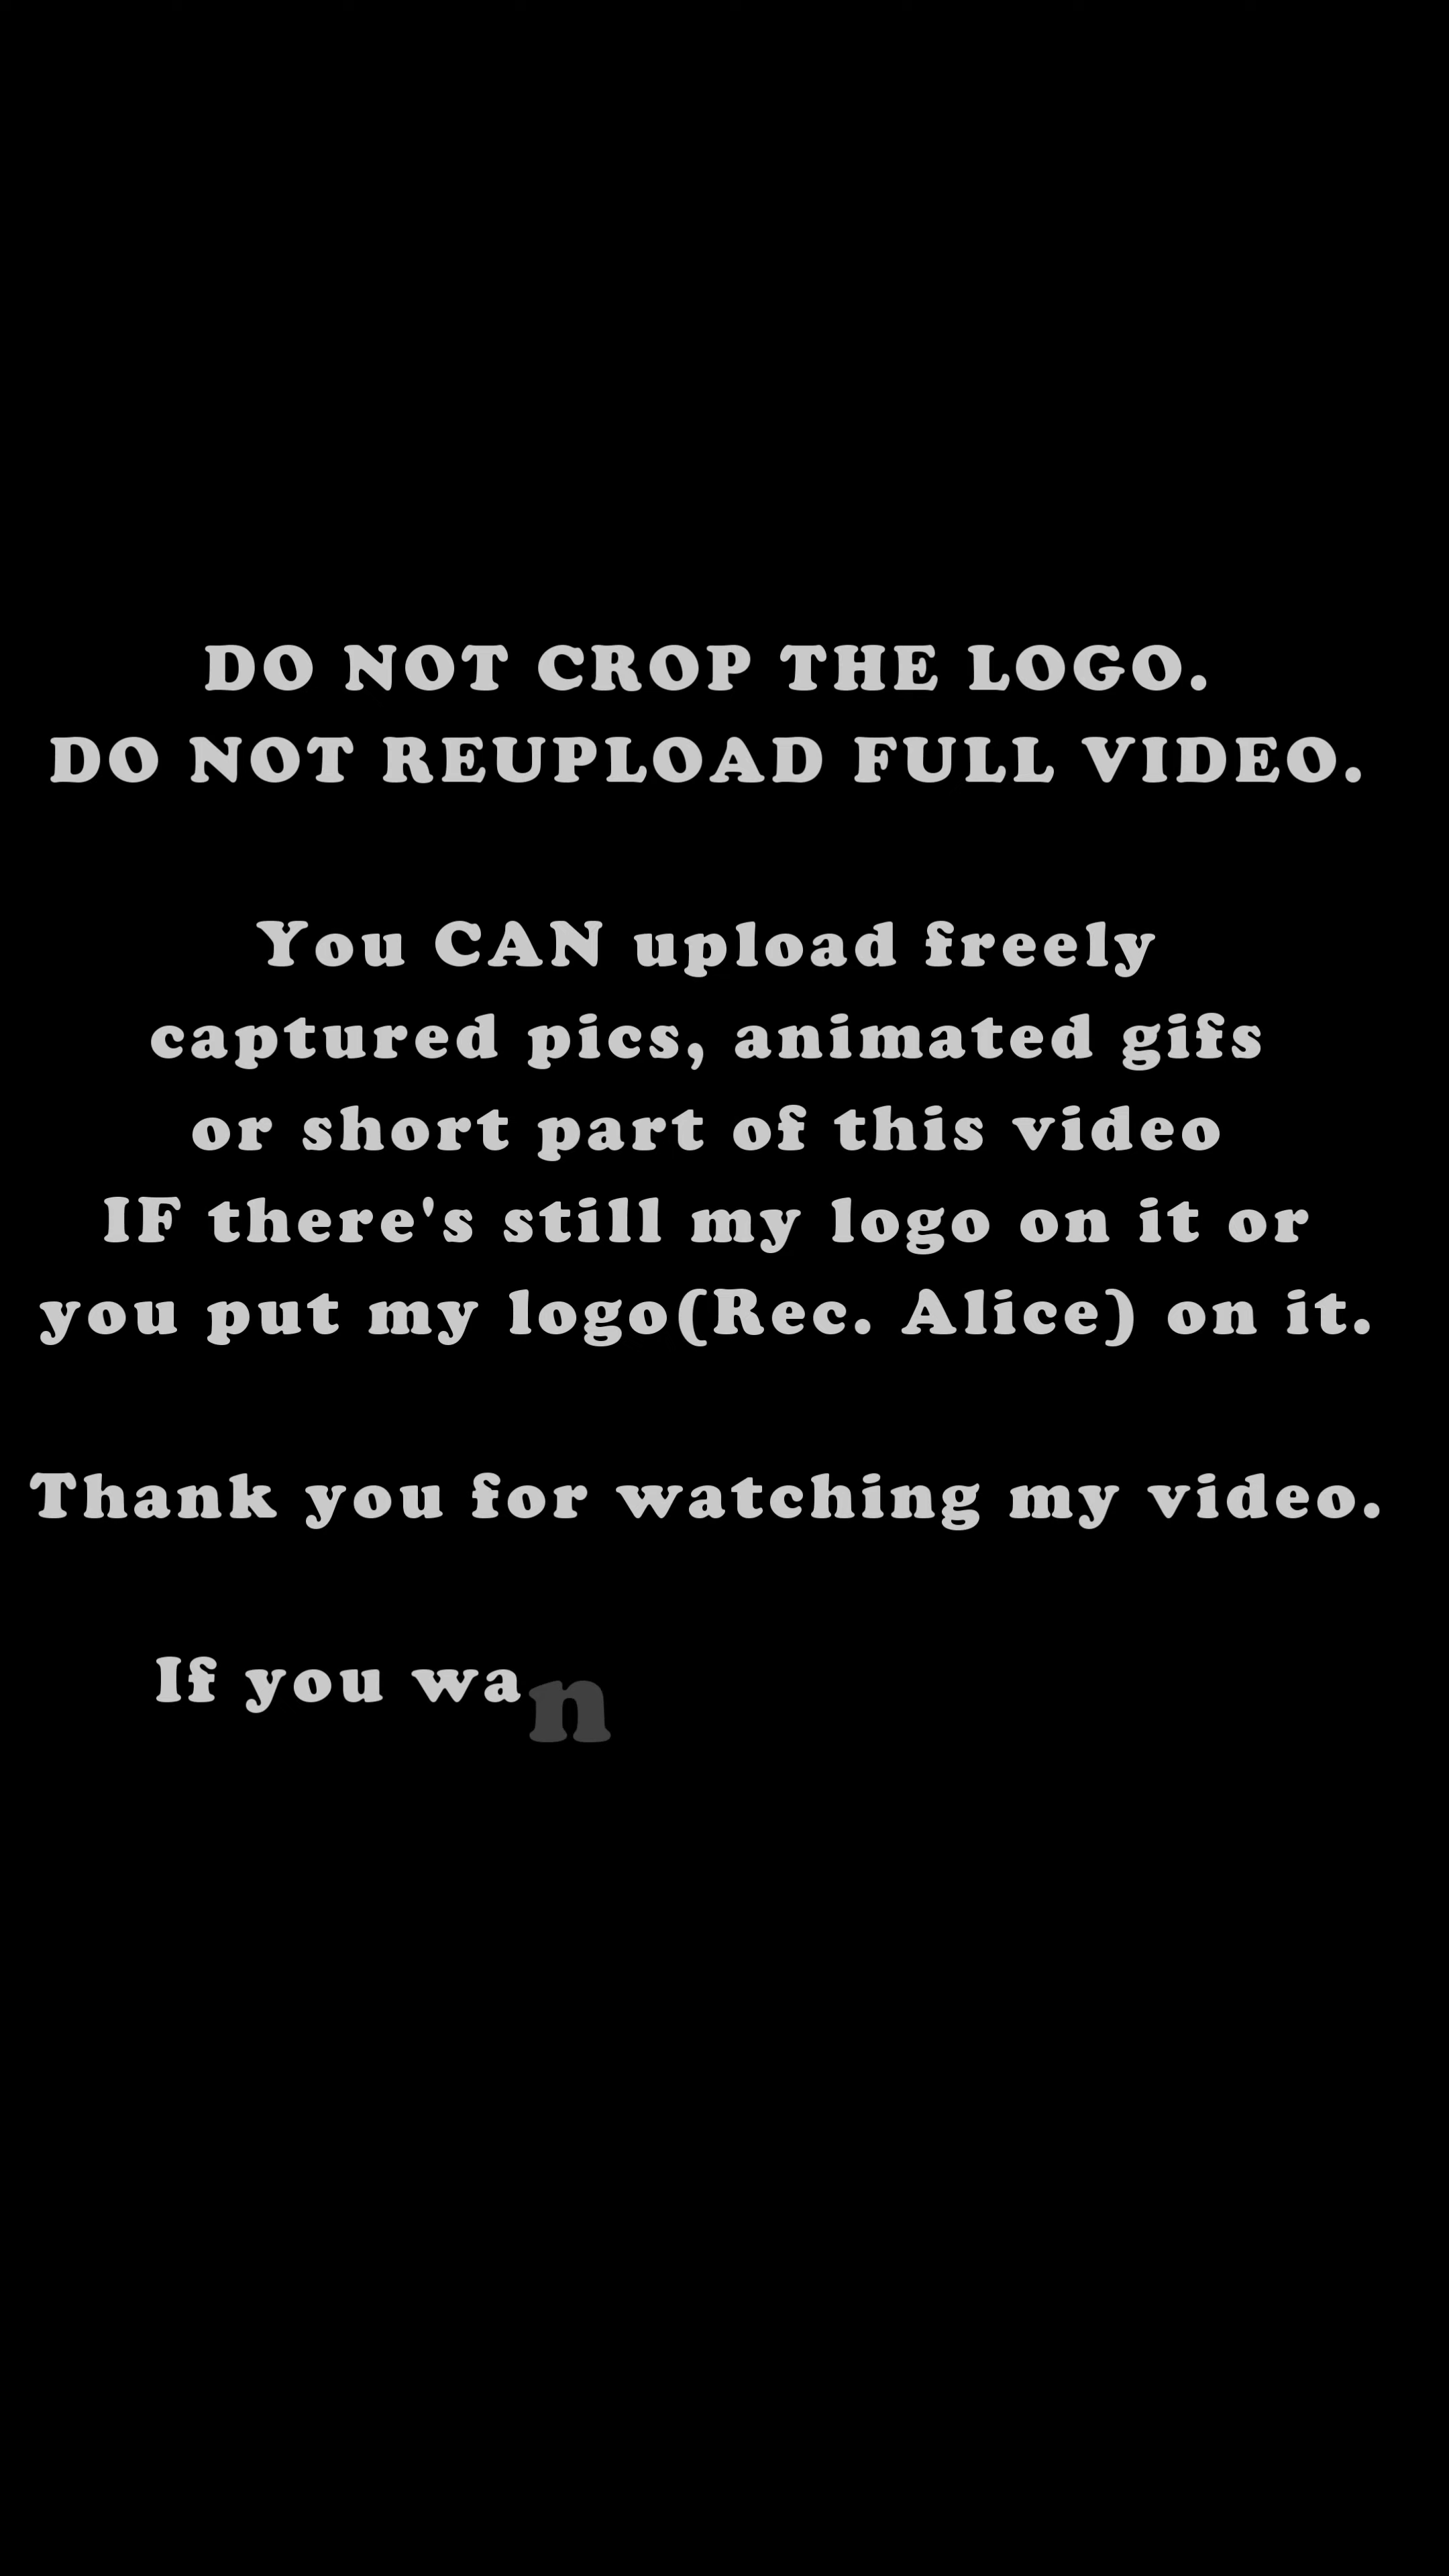 DO NOT CROP THE LOGO.
DO NOT REUPLOAD FULL VIDEO.
You CAN upload freely
captured pics, animated gifs
or short part of this video
IF there's still my logo on it or
you put my logo(Rec. Alice) on it.
Thank you for watching my video.
If you wan